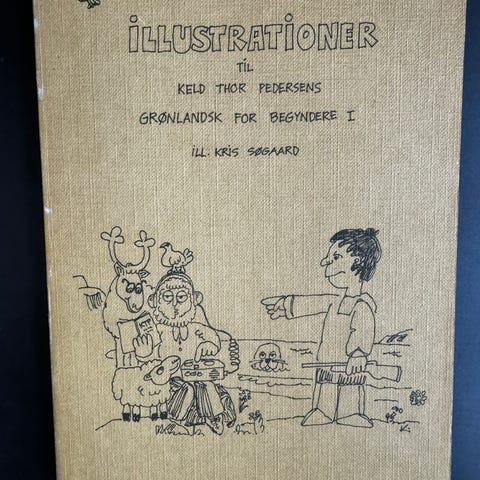 iLLUSTRATiONER
TiL
KELD THOR PEDERSENS
GRØNLANDSK FOR BEGYNDERE I
iLL. KRiS SØGAARD